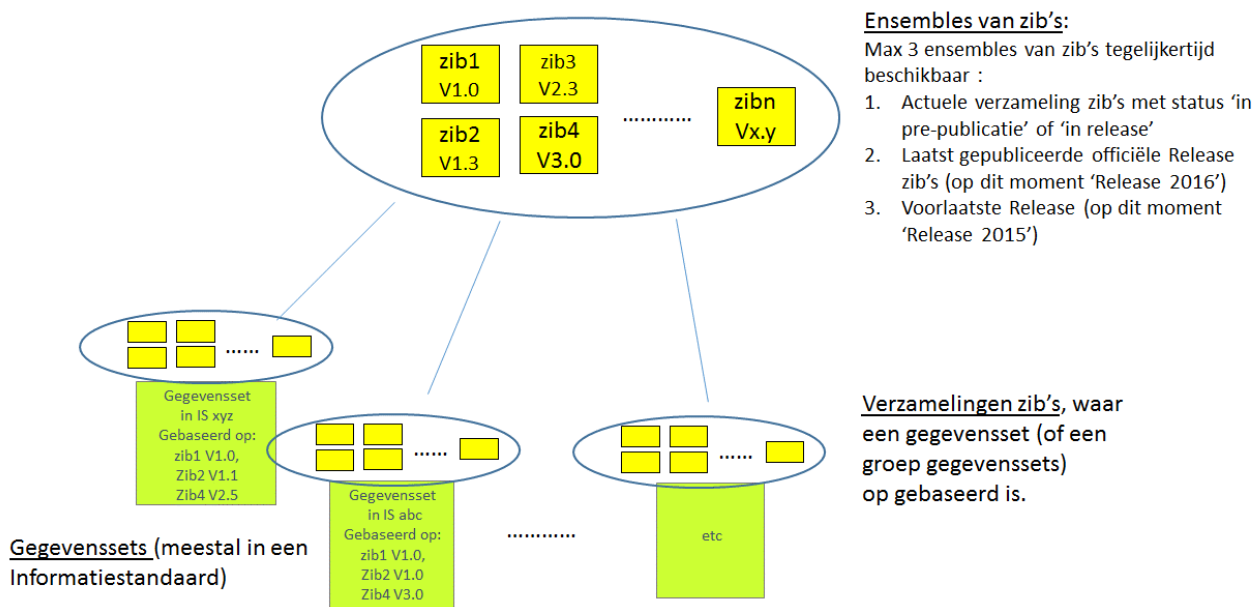 Ensembles van zib's:
Max 3 ensembles van zib's tegelijkertijd
beschikbaar :
1. Actuele verzameling zib's met status 'in
pre-publicatie' of 'in release'
2. Laatst gepubliceerde officiële Release
zib's (op dit moment 'Release 2016')
3. Voorlaatste Release (op dit moment
'Release 2015')
zib1
V1.0
zib3
V2.3
zib2
V1.3
zib4
V3.0
............
zibn
Vx.y
......
Gegevensset
in IS xyz
Gebaseerd op:
zib1 V1.0,
Zib2 V1.1
Zib4 V2.5
......
Gegevensset
in IS abc
Gebaseerd op:
zib1 V1.0,
Zib2 V1.0
Zib4 V3.0
............
......
etc
Verzamelingen zib's, waar
een gegevensset (of een
groep gegevenssets)
op gebaseerd is.
Gegevenssets (meestal in een
Informatiestandaard)